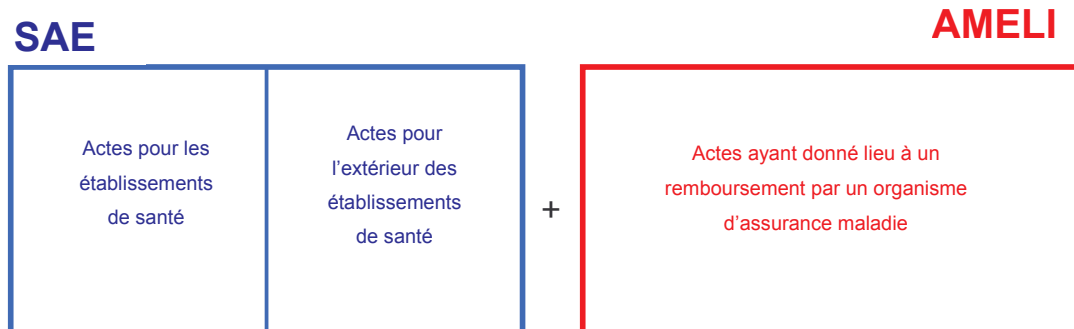 SAE
AMELI
Actes pour les
établissements
de santé
Actes pour
l'extérieur des
établissements
de santé
+
Actes ayant donné lieu à un
remboursement par un organisme
d'assurance maladie